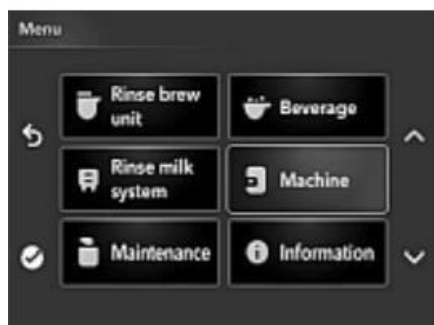 Menu
Rinse brew
unit
Beverage
Rinse milk
system
Machine
Maintenance
Information